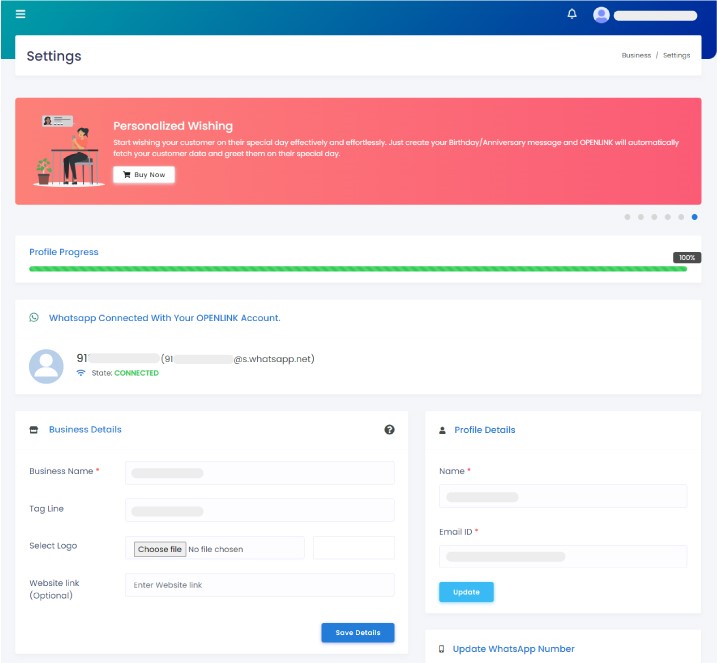 Settings
Business / Settings
Personalized Wishing
Start wishing your customer on their special day effectively and effortlessly. Just create your Birthday/Anniversary message and OPENLINK will automatically
fetch your customer data and greet them on their special day.
Buy Now
Profile Progress
100%
Whatsapp Connected With Your OPENLINK Account.
91 (91 @s.whatsapp.net)
State: CONNECTED
Business Details
Business Name *
Tag Line
Select Logo
Choose file No file chosen
Website link
(Optional)
Enter Website link
Save Details
Profile Details
Name *
Email ID *
Update
Update WhatsApp Number